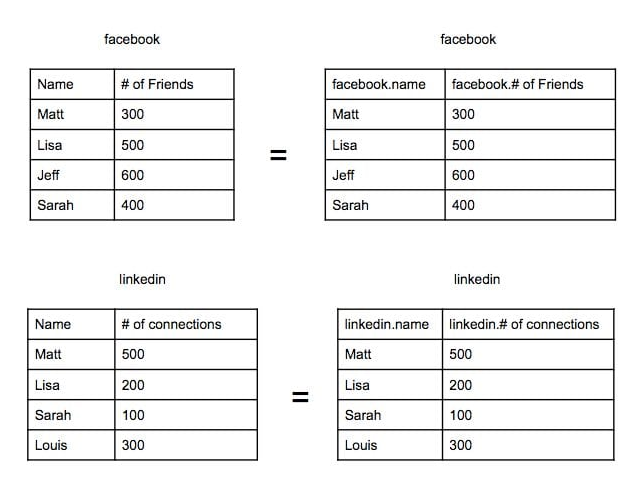 facebook
facebook
Name # of Friends
facebook.name facebook.# of Friends
Matt 300
Matt 300
Lisa 500
Lisa 500
=
Jeff 600
Jeff 600
Sarah 400
Sarah 400
linkedin
linkedin
Name # of connections
linkedin.name linkedin.# of connections
Matt 500
Matt 500
Lisa 200
Lisa 200
=
Sarah 100
Sarah 100
Louis 300
Louis 300